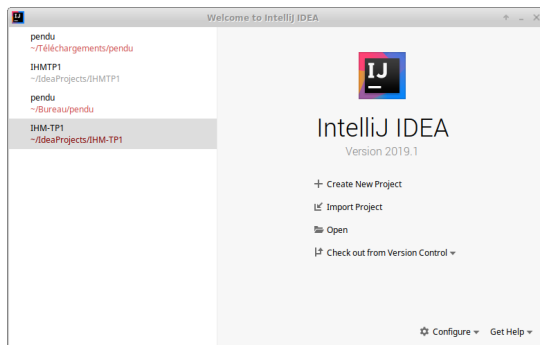 Welcome to IntelliJ IDEA
pendu
~/Téléchargements/pendu
IHMTP1
~/IdeaProjects/IHMTP1
pendu
~/Bureau/pendu
IHM-TP1
~/IdeaProjects/IHM-TP1
IJ
IntelliJ IDEA
Version 2019.1
Create New Project
Import Project
Open
Check out from Version Control
Configure
Get Help